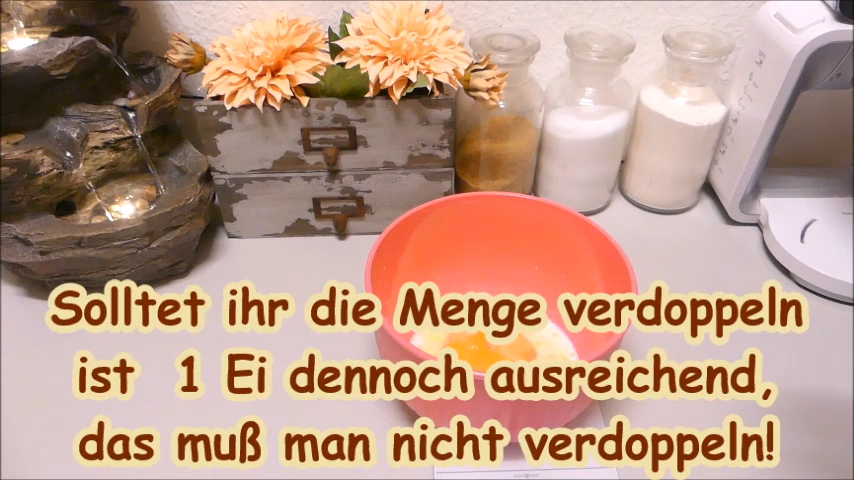 Solltet ihr die Menge verdoppeln
ist 1 Ei dennoch ausreichend,
das muß man nicht verdoppeln!